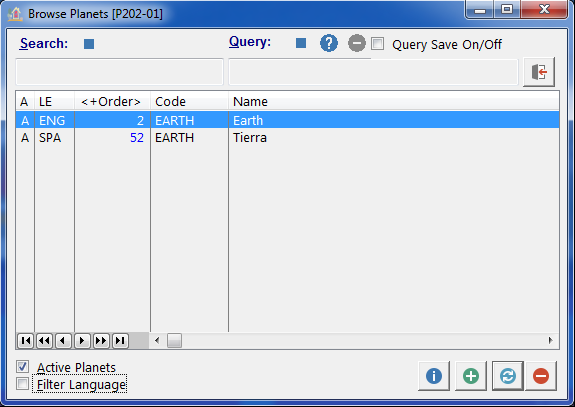 Browse Planets [P202-01]
Search: Query: ? Query Save On/Off
A LE <+Order> Code Name
A ENG 2 EARTH Earth
A SPA 52 EARTH Tierra
Active Planets
Filter Language